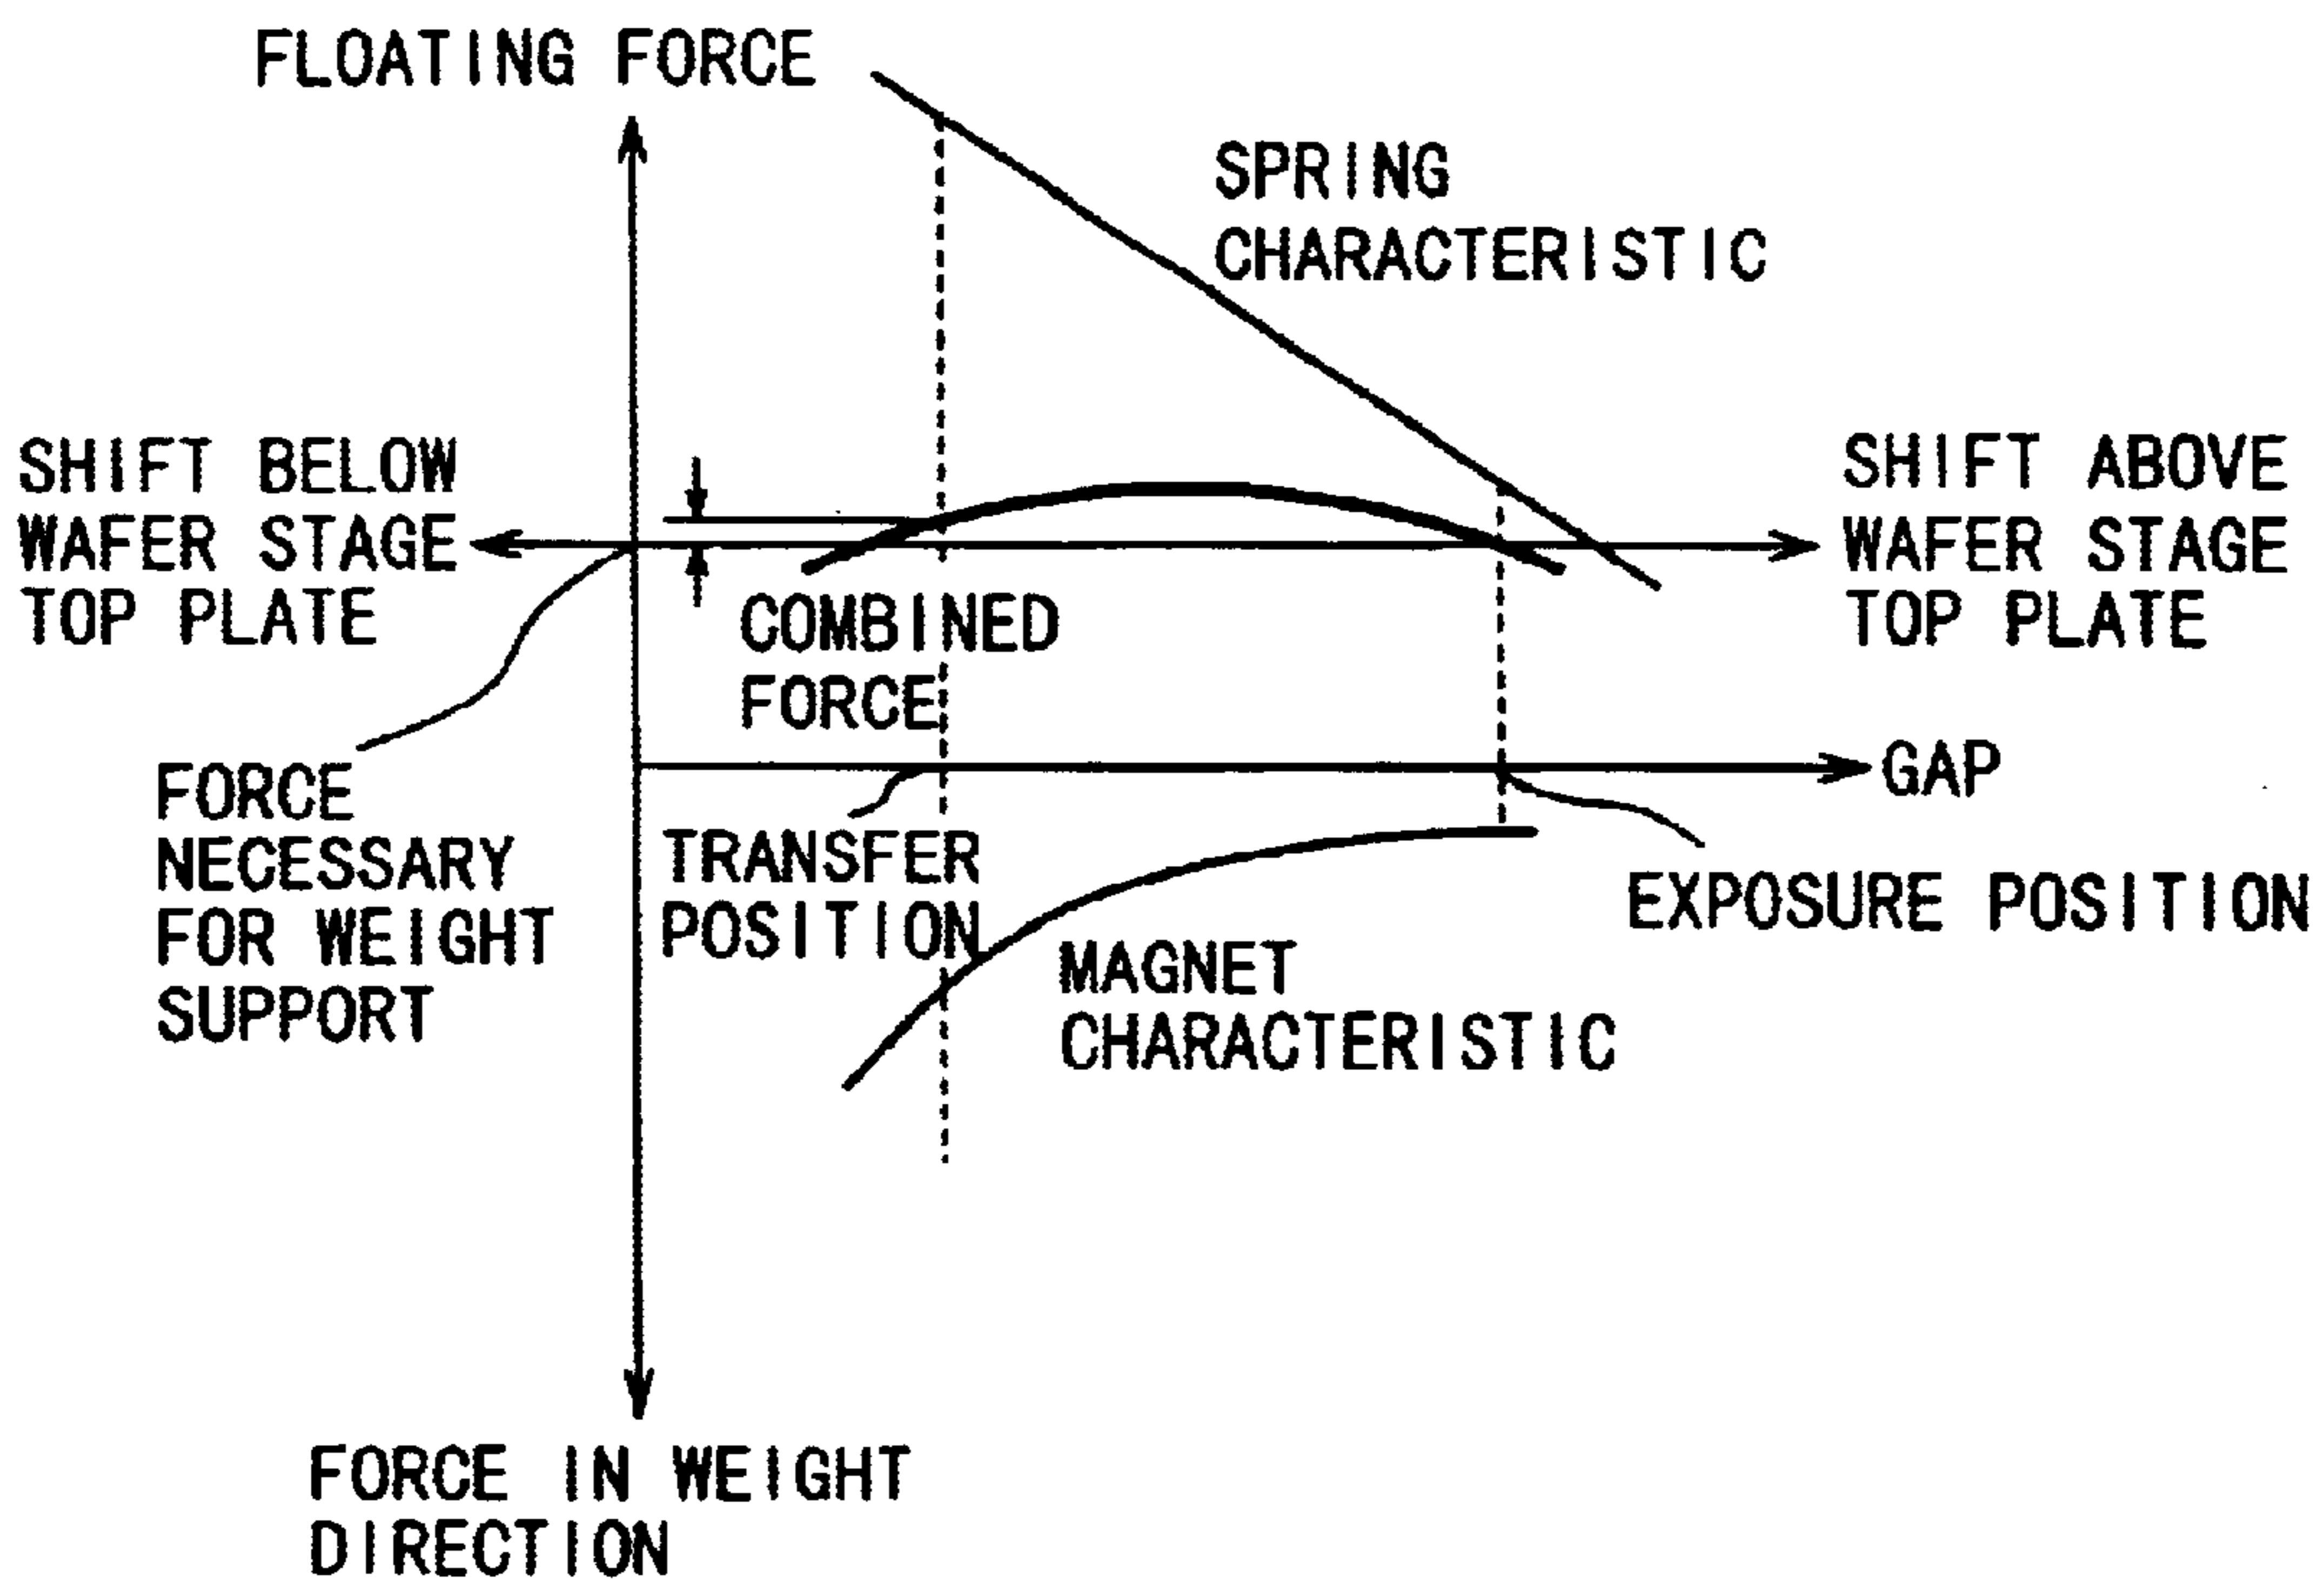 FLOATING FORCE
SPRING
CHARACTERISTIC
SHIFT BELOW
WAFER STAGE
TOP PLATE
SHIFT ABOVE
WAFER STAGE
TOP PLATE
COMBINED
FORCE
GAP
FORCE
NECESSARY
FOR WEIGHT
SUPPORT
TRANSFER
POSITION
EXPOSURE POSITION
MAGNET
CHARACTERISTIC
FORCE IN WEIGHT
DIRECTION